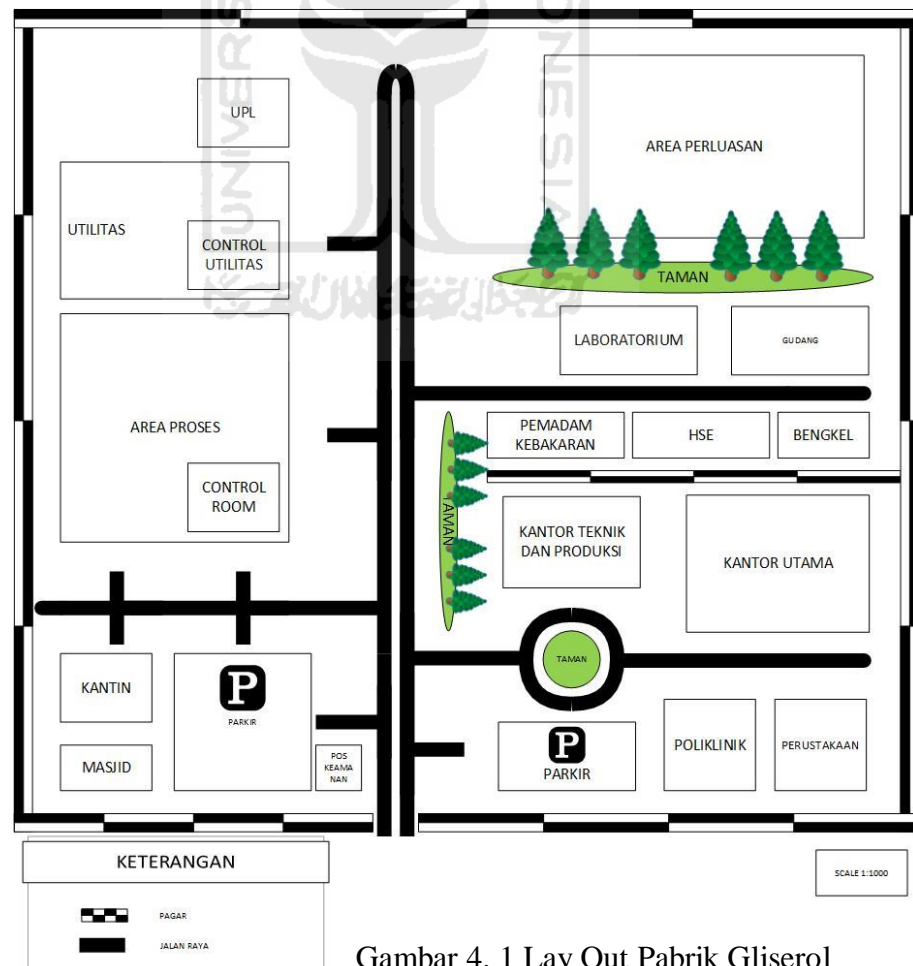 UNIVERS
ONESIA
UPL
AREA PERLUASAN
UTILITAS
CONTROL
UTILITAS
TAMAN
LABORATORIUM
GUDANG
AREA PROSES
CONTROL
ROOM
PEMADAM
KEBAKARAN
HSE
BENGKEL
TAMAN
KANTOR TEKNIK
DAN PRODUKSI
KANTOR UTAMA
TAMAN
KANTIN
P
PARKIR
MASJID
POS
KEAMA
NAN
P
PARKIR
POLIKLINIK
PERUSTAKAAN
KETERANGAN
PAGAR
JALAN RAYA
SCALE 1:1000
Gambar 4. 1 Lay Out Pabrik Gliserol